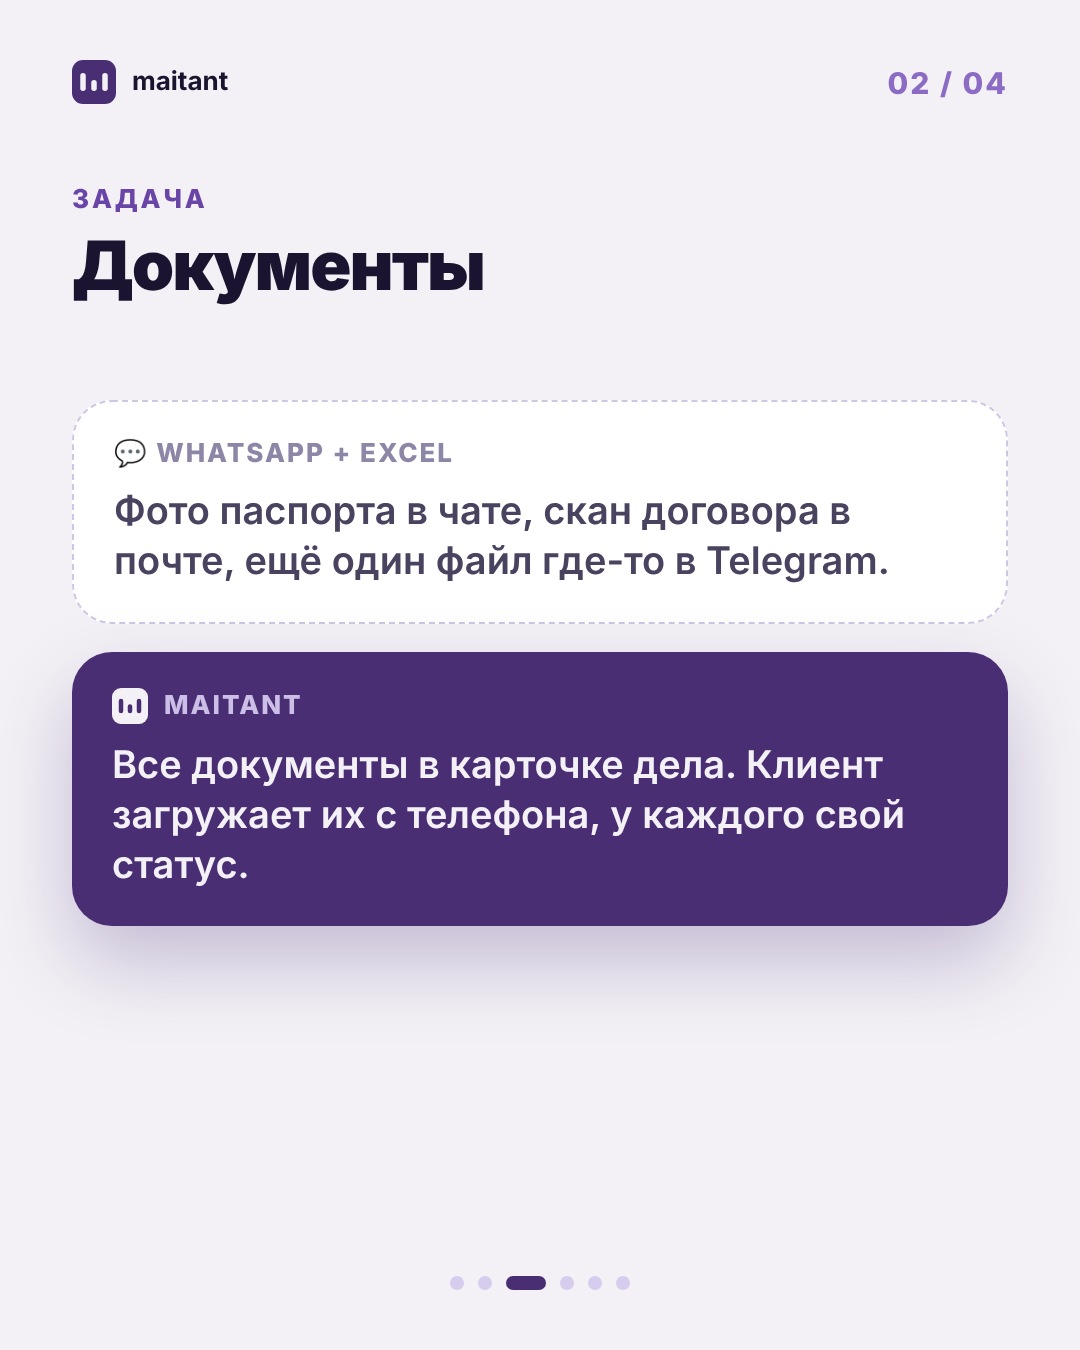 maitant
02 / 04
ЗАДАЧА
Документы
💬 WHATSAPP + EXCEL
Фото паспорта в чате, скан договора в
почте, ещё один файл где-то в Telegram.
MAITANT
Все документы в карточке дела. Клиент
загружает их с телефона, у каждого свой
статус.